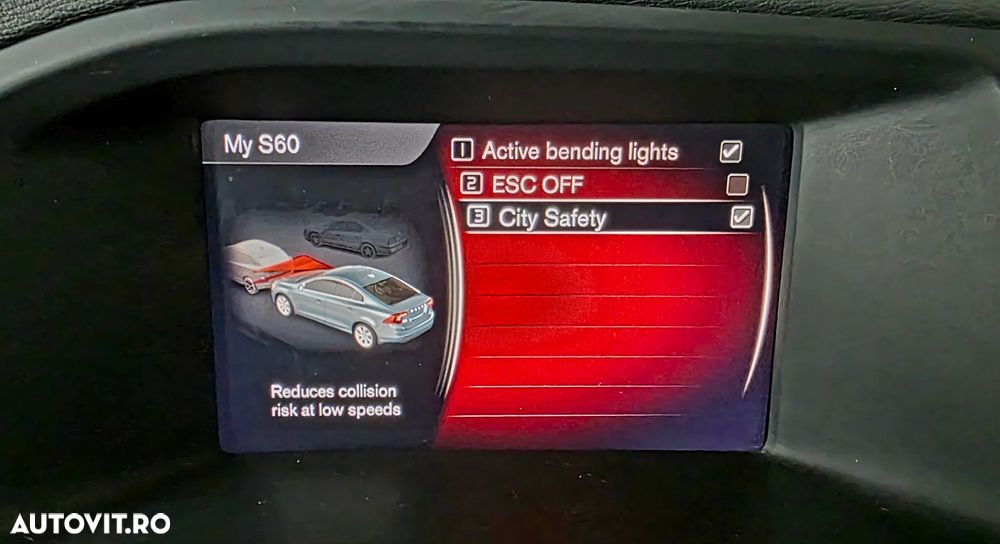 My S60
1 Active bending lights
2 ESC OFF
3 City Safety
Reduces collision
risk at low speeds
AUTOVIT.RO